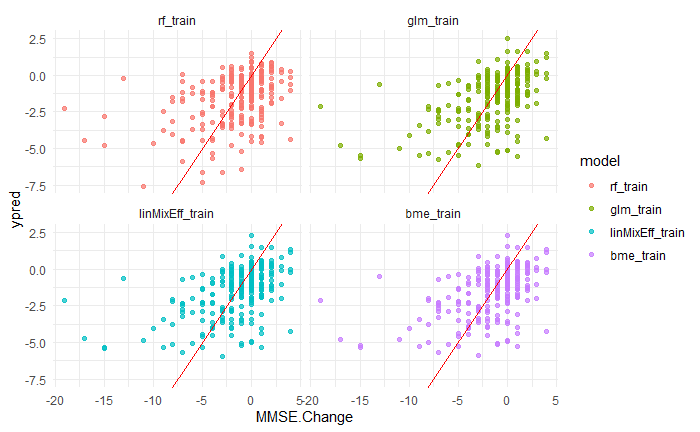 rf_train glm_train
2.5
0.0
-2.5
-5.0
-7.5
ypred
linMixEff_train bme_train
2.5
0.0
-2.5
-5.0
-7.5
-20 -15 -10 -5 0 5 -20 -15 -10 -5 0 5
MMSE.Change
model
rf_train
glm_train
linMixEff_train
bme_train